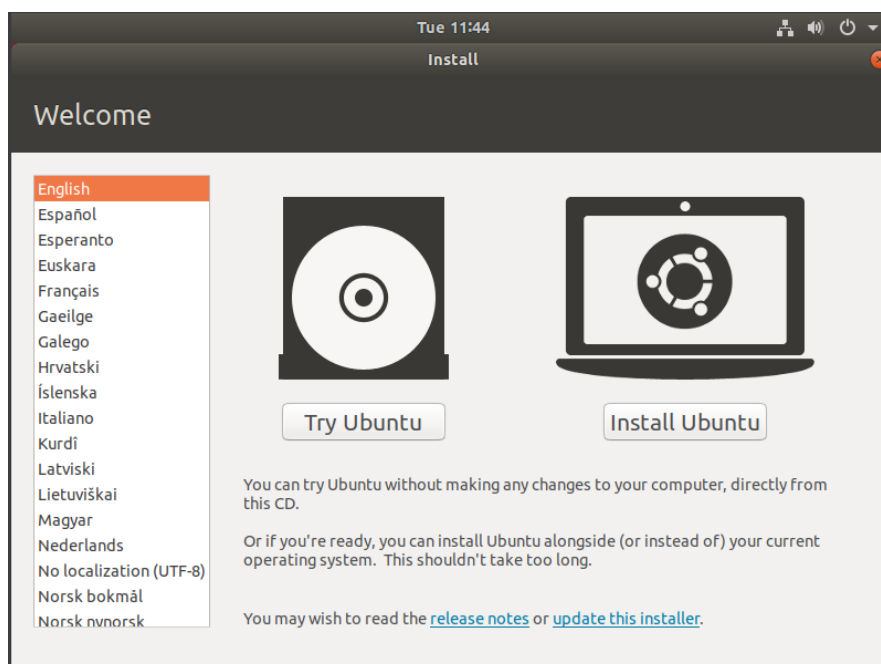 Tue 11:44
Install
Welcome
English
Español
Esperanto
Euskara
Français
Gaeilge
Galego
Hrvatski
Íslenska
Italiano
Kurdî
Latviski
Lietuviškai
Magyar
Nederlands
No localization (UTF-8)
Norsk bokmål
Norsk nynorsk
Try Ubuntu
Install Ubuntu
You can try Ubuntu without making any changes to your computer, directly from
this CD.
Or if you're ready, you can install Ubuntu alongside (or instead of) your current
operating system. This shouldn't take too long.
You may wish to read the release notes or update this installer.